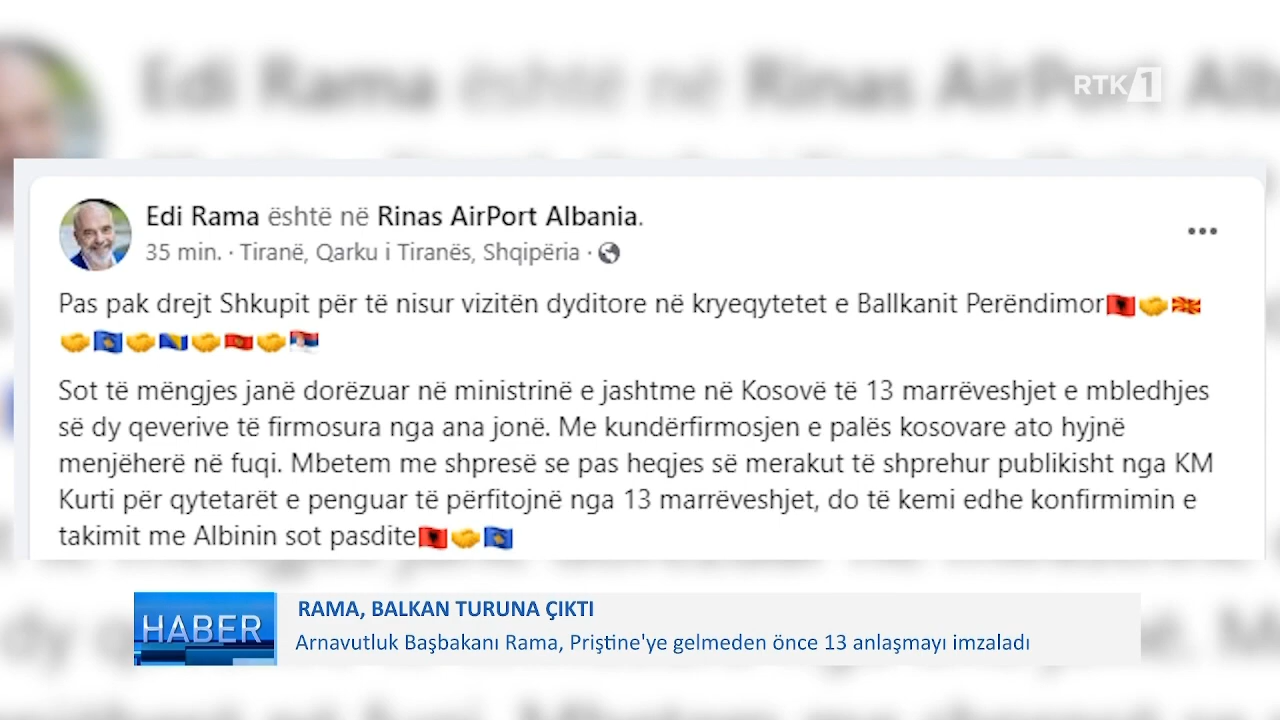 RTK 1
Edi Rama është në Rinas AirPort Albania.
35 min. · Tiranë, Qarku i Tiranës, Shqipëria ·
Pas pak drejt Shkupit për të nisur vizitën dyditore në kryeqytetet e Ballkanit Perëndimor🇦🇱🤝🇲🇰
🤝🇽🇰🤝🇧🇦🤝🇲🇪🤝🇷🇸
Sot të mëngjes janë dorëzuar në ministrinë e jashtme në Kosovë të 13 marrëveshjet e mbledhjes
së dy qeverive të firmosura nga ana jonë. Me kundërfirmosjen e palës kosovare ato hyjnë
menjëherë në fuqi. Mbetem me shpresë se pas heqjes së merakut të shprehur publikisht nga KM
Kurti për qytetarët e penguar të përfitojnë nga 13 marrëveshjet, do të kemi edhe konfirmimin e
takimit me Albinin sot pasdite🇦🇱🤝🇽🇰
HABER
RAMA, BALKAN TURUNA ÇIKTI
Arnavutluk Başbakanı Rama, Priştine'ye gelmeden önce 13 anlaşmayı imzaladı